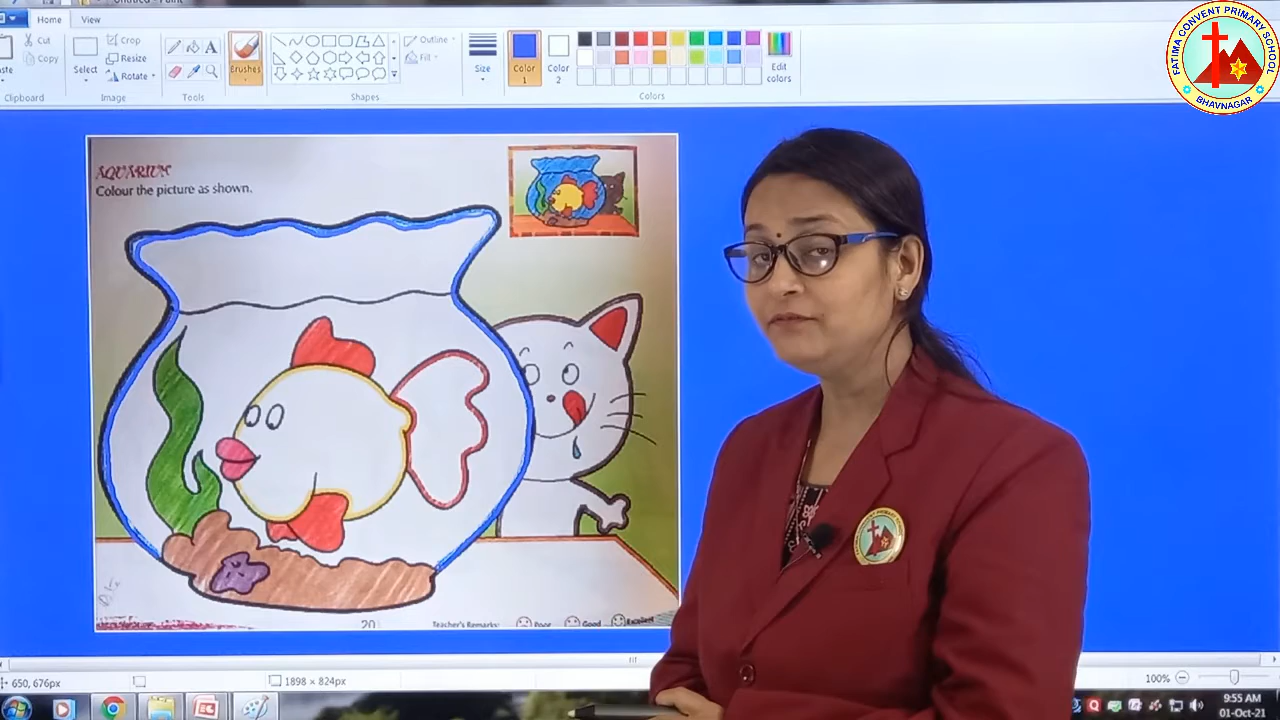 Untitled - Paint
Home
View
Cut
Copy
Clipboard
Select
Crop
Resize
Rotate
Image
Tools
Brushes
Shapes
Outline
Fill
Size
Color 1
Color 2
Edit colors
Colors
FATIMA CONVENT PRIMARY SCHOOL
BHAVNAGAR
AQUARIUM
Colour the picture as shown.
20
Teacher's Remarks:
Poor
Good
Excellent
650, 676px
1898 × 824px
100%
9:55 AM
01-Oct-21